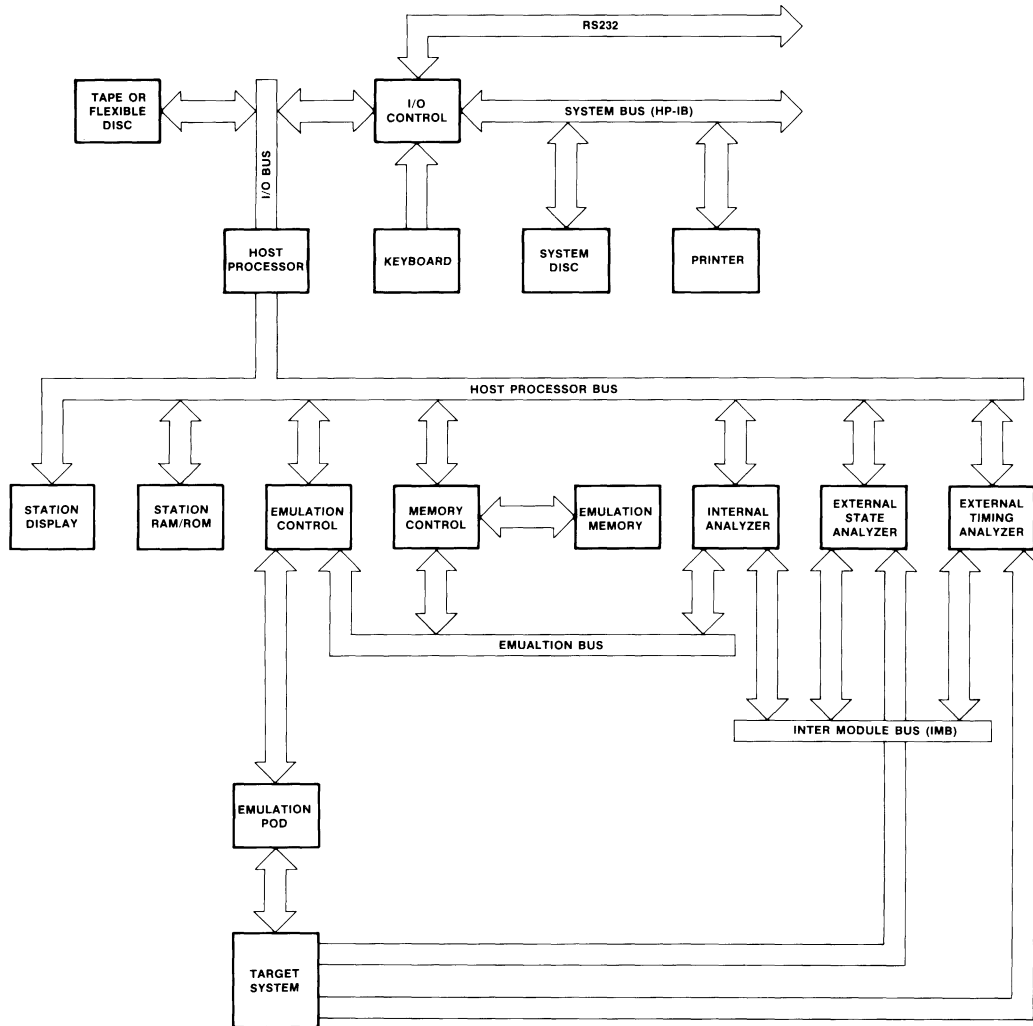 RS232
TAPE OR
FLEXIBLE
DISC
I/O
CONTROL
SYSTEM BUS (HP-IB)
I/O BUS
HOST
PROCESSOR
KEYBOARD
SYSTEM
DISC
PRINTER
HOST PROCESSOR BUS
STATION
DISPLAY
STATION
RAM/ROM
EMULATION
CONTROL
MEMORY
CONTROL
EMULATION
MEMORY
INTERNAL
ANALYZER
EXTERNAL
STATE
ANALYZER
EXTERNAL
TIMING
ANALYZER
EMUALTION BUS
INTER MODULE BUS (IMB)
EMULATION
POD
TARGET
SYSTEM